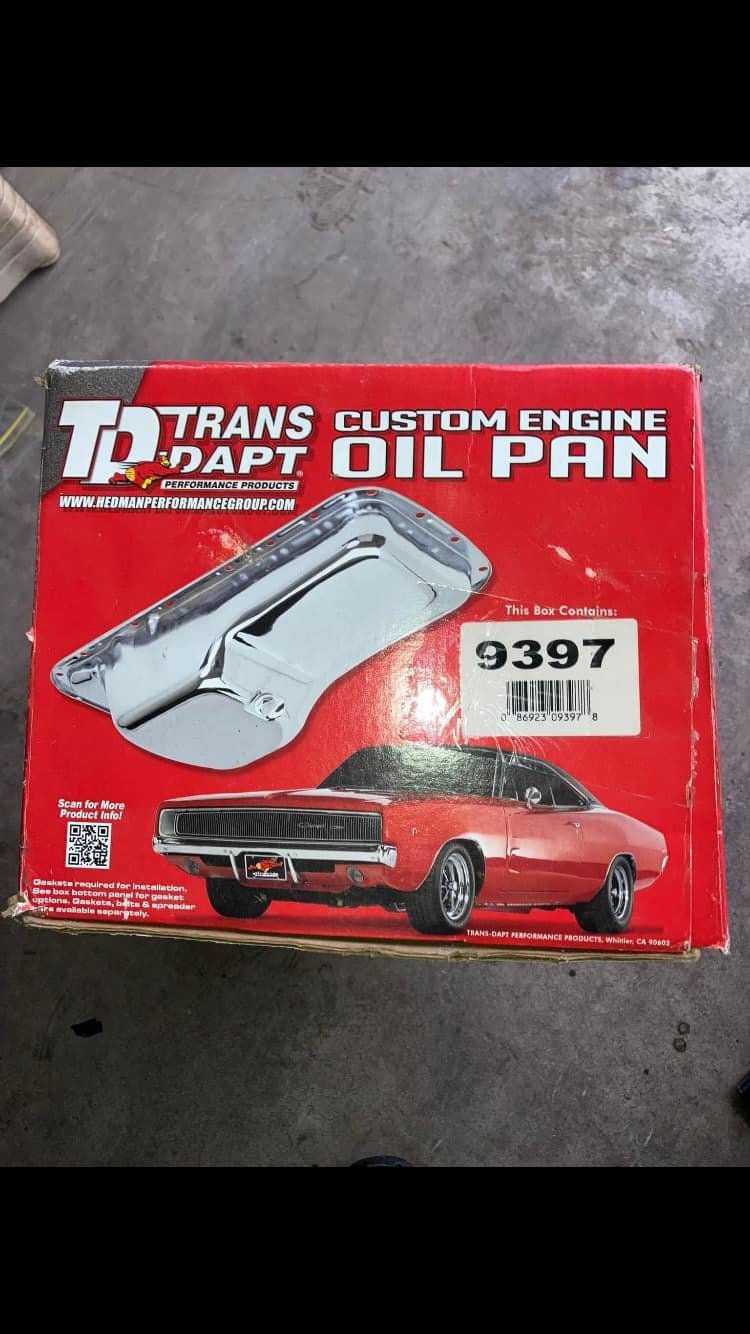 TD TRANS
DAPT®
PERFORMANCE PRODUCTS
WWW.HEDMANPERFORMANCEGROUP.COM
CUSTOM ENGINE
OIL PAN
This Box Contains:
9397
0 86923 09397 8
Scan for More
Product Info!
Gaskets required for installation.
See box bottom panel for gasket
options. Gaskets, bolts & spreader
are available separately.
TRANS-DAPT PERFORMANCE PRODUCTS, Whittier, CA 90602